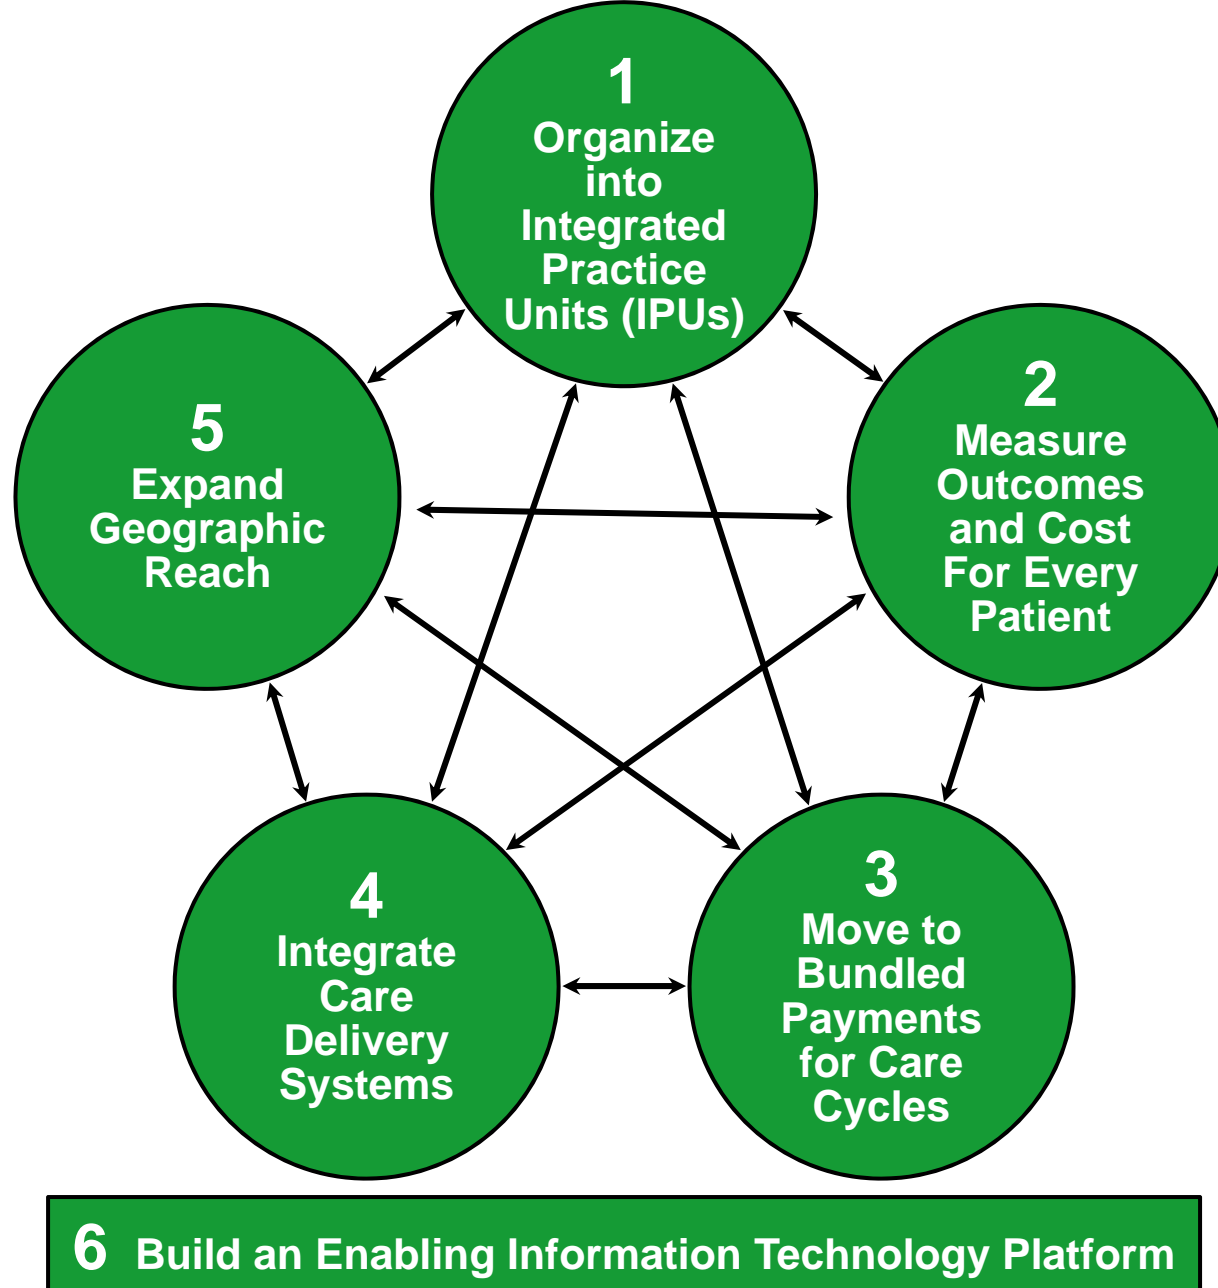 1
Organize
into
Integrated
Practice
Units (IPUs)
2
Measure
Outcomes
and Cost
For Every
Patient
3
Move to
Bundled
Payments
for Care
Cycles
4
Integrate
Care
Delivery
Systems
5
Expand
Geographic
Reach
6 Build an Enabling Information Technology Platform